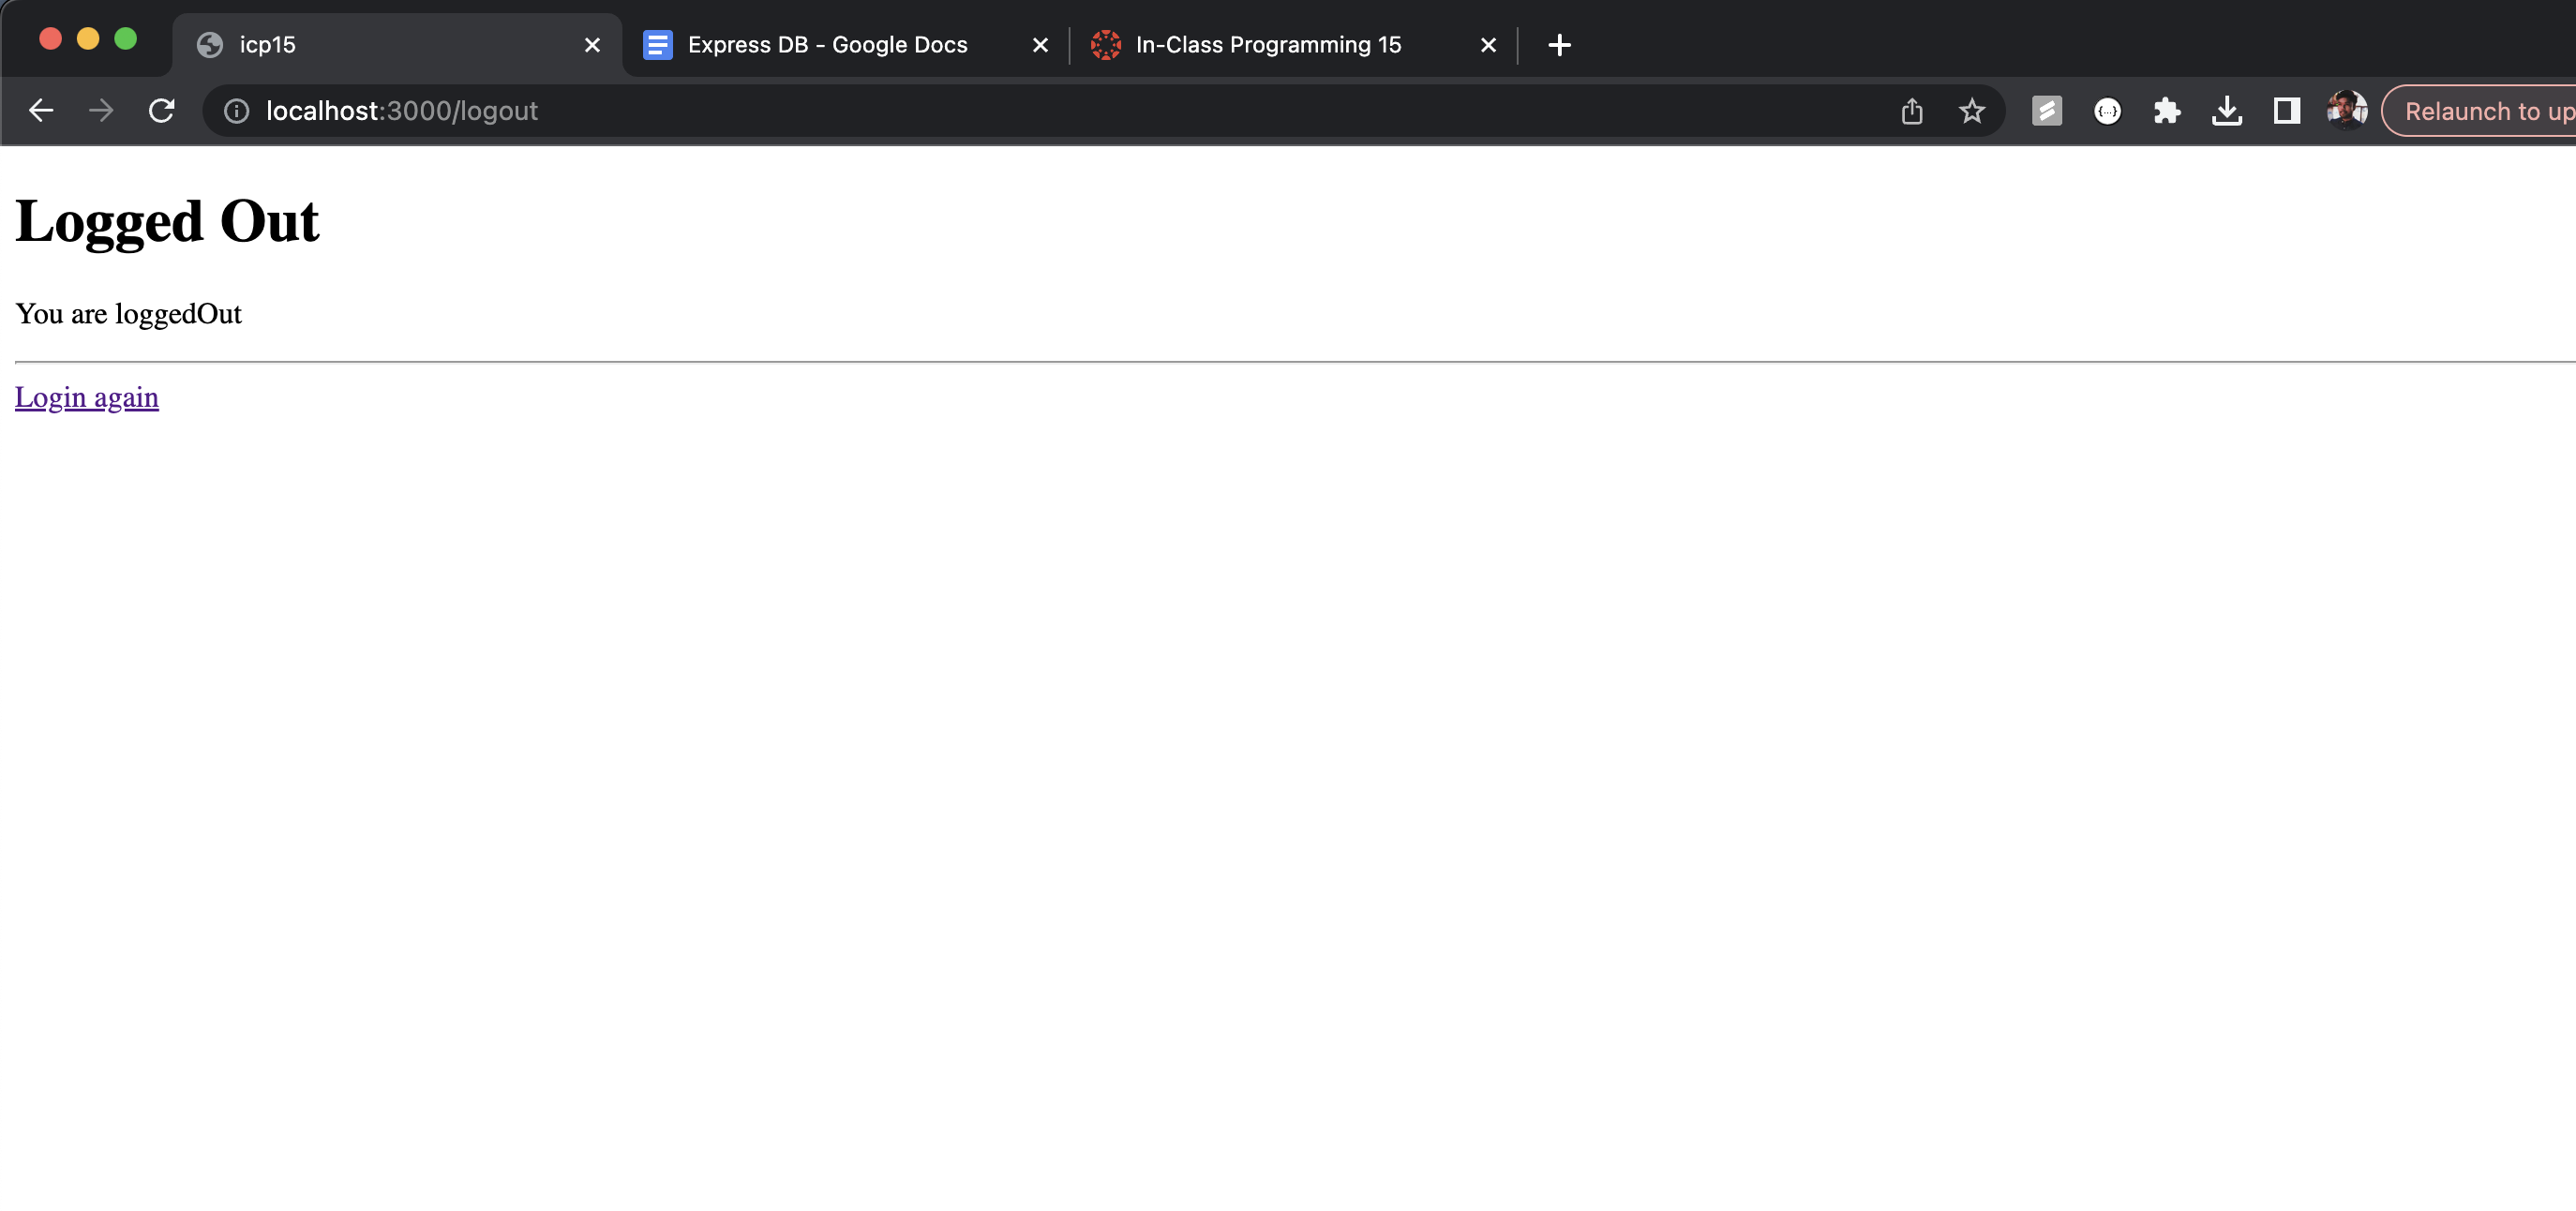 icp15
Express DB - Google Docs
In-Class Programming 15
localhost:3000/logout
Relaunch to up
Logged Out
You are loggedOut
Login again